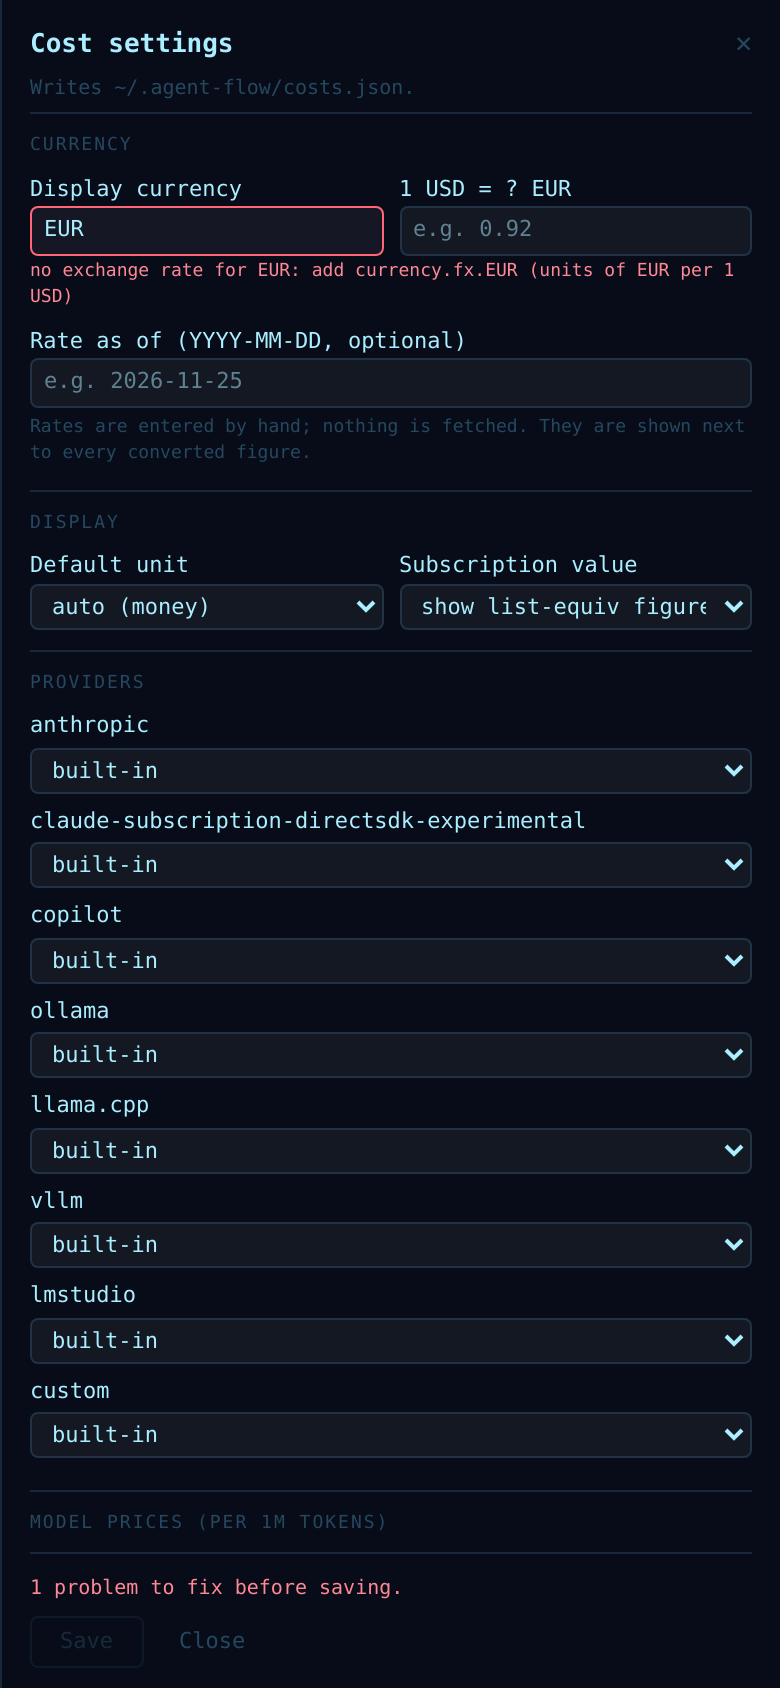 Cost settings ×
Writes ~/.agent-flow/costs.json.
CURRENCY
Display currency
1 USD = ? EUR
EUR
e.g. 0.92
no exchange rate for EUR: add currency.fx.EUR (units of EUR per 1
USD)
Rate as of (YYYY-MM-DD, optional)
e.g. 2026-11-25
Rates are entered by hand; nothing is fetched. They are shown next
to every converted figure.
DISPLAY
Default unit
Subscription value
auto (money)
show list-equiv figure
PROVIDERS
anthropic
built-in
claude-subscription-directsdk-experimental
built-in
copilot
built-in
ollama
built-in
llama.cpp
built-in
vllm
built-in
lmstudio
built-in
custom
built-in
MODEL PRICES (PER 1M TOKENS)
1 problem to fix before saving.
Save
Close